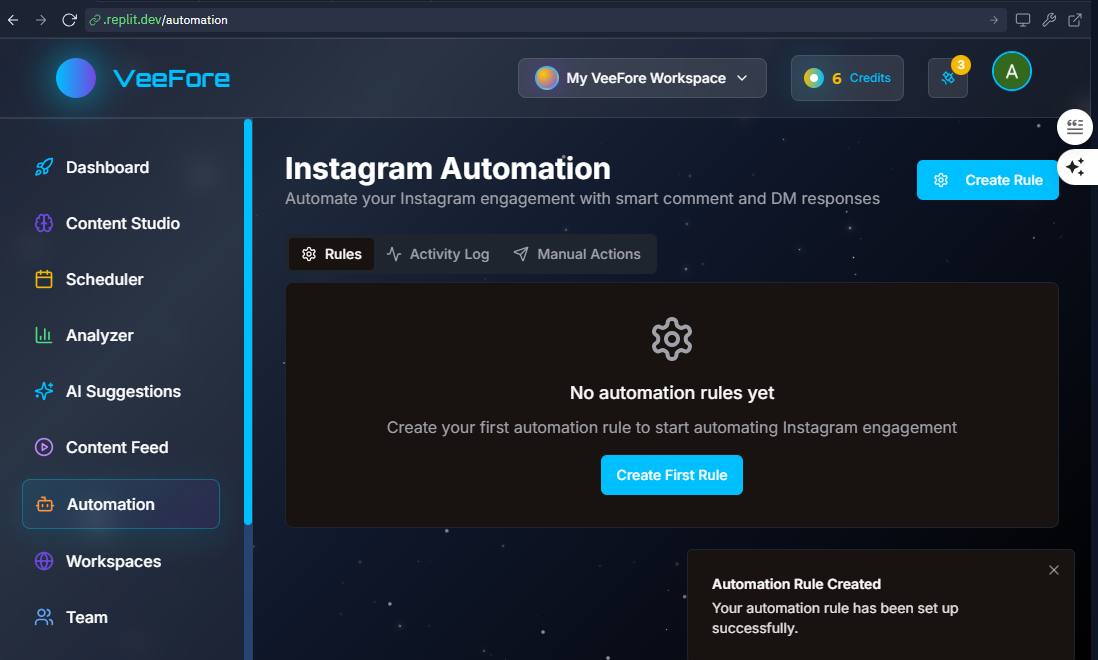 .replit.dev/automation
VeeFore
My VeeFore Workspace
6 Credits
3
A
Dashboard
Content Studio
Scheduler
Analyzer
AI Suggestions
Content Feed
Automation
Workspaces
Team
Instagram Automation
Automate your Instagram engagement with smart comment and DM responses
Create Rule
Rules
Activity Log
Manual Actions
No automation rules yet
Create your first automation rule to start automating Instagram engagement
Create First Rule
Automation Rule Created
Your automation rule has been set up
successfully.